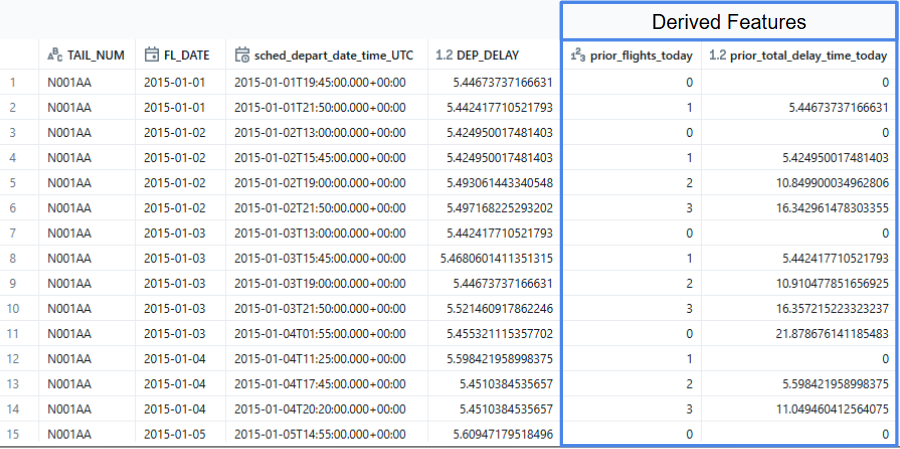 Derived Features
TAIL_NUM FL_DATE sched_depart_date_time_UTC 1.2 DEP_DELAY prior_flights_today 1.2 prior_total_delay_time_today
1 N001AA 2015-01-01 2015-01-01T19:45:00.000+00:00 5.44673737166631 0 0
2 N001AA 2015-01-01 2015-01-01T21:50:00.000+00:00 5.442417710521793 1 5.44673737166631
3 N001AA 2015-01-02 2015-01-02T13:00:00.000+00:00 5.424950017481403 0 0
4 N001AA 2015-01-02 2015-01-02T15:45:00.000+00:00 5.424950017481403 1 5.424950017481403
5 N001AA 2015-01-02 2015-01-02T19:00:00.000+00:00 5.493061443340548 2 10.849900034962806
6 N001AA 2015-01-02 2015-01-02T21:50:00.000+00:00 5.497168225293202 3 16.342961478303355
7 N001AA 2015-01-03 2015-01-03T13:00:00.000+00:00 5.442417710521793 0 0
8 N001AA 2015-01-03 2015-01-03T15:45:00.000+00:00 5.4680601411351315 1 5.442417710521793
9 N001AA 2015-01-03 2015-01-03T19:00:00.000+00:00 5.44673737166631 2 10.910477851656925
10 N001AA 2015-01-03 2015-01-03T21:50:00.000+00:00 5.521460917862246 3 16.357215223323237
11 N001AA 2015-01-03 2015-01-04T01:55:00.000+00:00 5.455321115357702 0 21.878676141185483
12 N001AA 2015-01-04 2015-01-04T11:25:00.000+00:00 5.598421958998375 1 0
13 N001AA 2015-01-04 2015-01-04T17:45:00.000+00:00 5.4510384535657 2 5.598421958998375
14 N001AA 2015-01-04 2015-01-04T20:20:00.000+00:00 5.4510384535657 3 11.049460412564075
15 N001AA 2015-01-05 2015-01-05T14:55:00.000+00:00 5.60947179518496 0 0